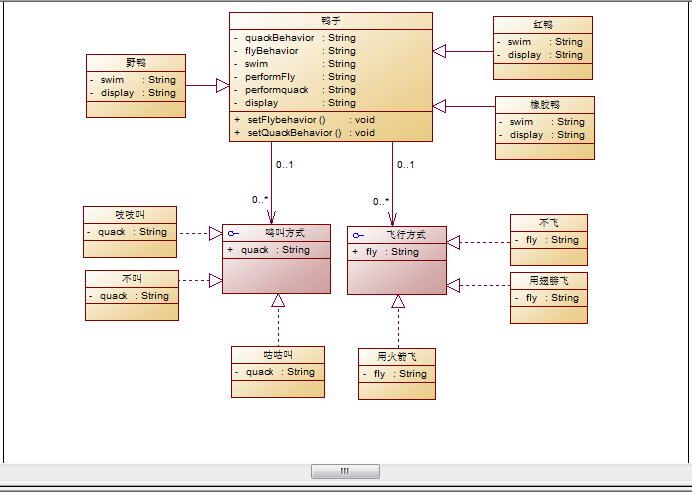 鸭子
- quackBehavior : String
- flyBehavior : String
- swim : String
- performFly : String
- performquack : String
- display : String
+ setFlybehavior () : void
+ setQuackBehavior () : void
野鸭
- swim : String
- display : String
红鸭
- swim : String
- display : String
橡胶鸭
- swim : String
- display : String
0..1
0..*
0..1
0..*
吱吱叫
- quack : String
不叫
- quack : String
鸣叫方式
+ quack : String
飞行方式
+ fly : String
不飞
- fly : String
用翅膀飞
- fly : String
咕咕叫
- quack : String
用火箭飞
- fly : String